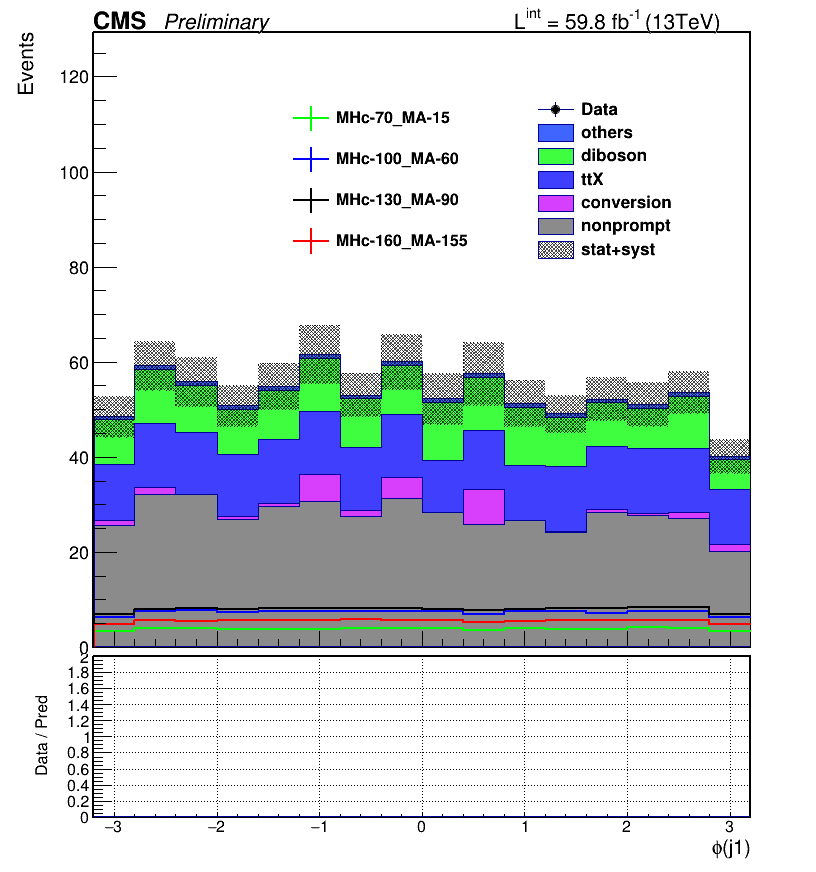 CMS Preliminary L^int = 59.8 fb^-1 (13TeV)
Events
120
100
80
60
40
20
0
MHc-70_MA-15
MHc-100_MA-60
MHc-130_MA-90
MHc-160_MA-155
Data
others
diboson
ttX
conversion
nonprompt
stat+syst
Data / Pred
2
1.8
1.6
1.4
1.2
1
0.8
0.6
0.4
0.2
0
−3 −2 −1 0 1 2 3
ϕ(j1)